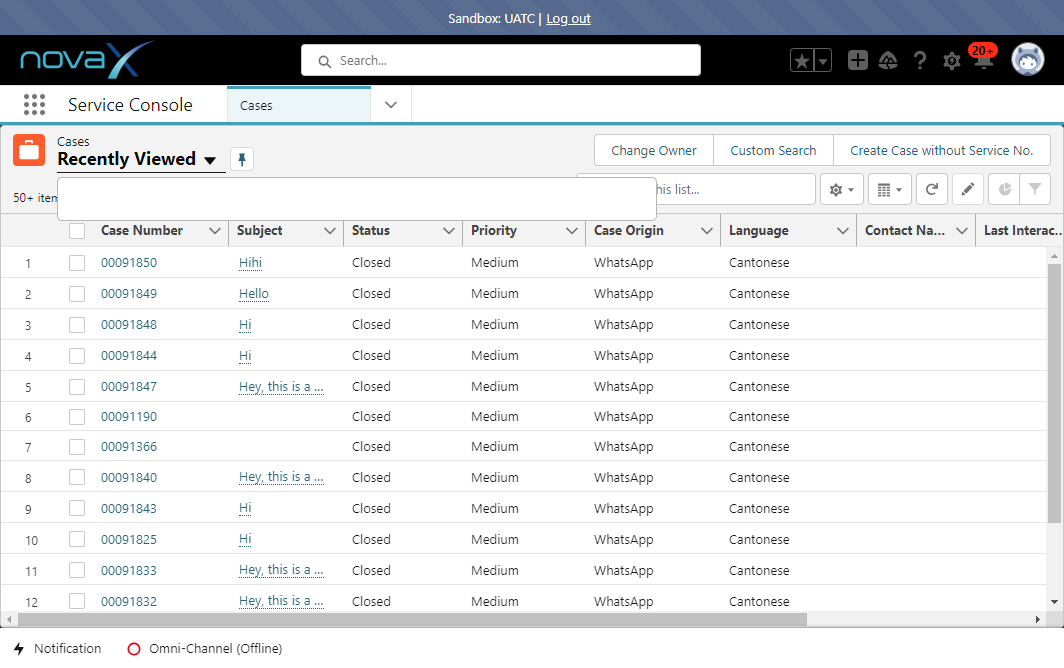 Sandbox: UATC | Log out
novaX
Search...
20+
Service Console
Cases
Cases
Recently Viewed
Change Owner
Custom Search
Create Case without Service No.
50+ item
this list...
Case Number Subject Status Priority Case Origin Language Contact Na... Last Interac...
1 00091850 Hihi Closed Medium WhatsApp Cantonese
2 00091849 Hello Closed Medium WhatsApp Cantonese
3 00091848 Hi Closed Medium WhatsApp Cantonese
4 00091844 Hi Closed Medium WhatsApp Cantonese
5 00091847 Hey, this is a ... Closed Medium WhatsApp Cantonese
6 00091190 Closed Medium WhatsApp Cantonese
7 00091366 Closed Medium WhatsApp Cantonese
8 00091840 Hey, this is a ... Closed Medium WhatsApp Cantonese
9 00091843 Hi Closed Medium WhatsApp Cantonese
10 00091825 Hi Closed Medium WhatsApp Cantonese
11 00091833 Hey, this is a ... Closed Medium WhatsApp Cantonese
12 00091832 Hey, this is a ... Closed Medium WhatsApp Cantonese
Notification
Omni-Channel (Offline)